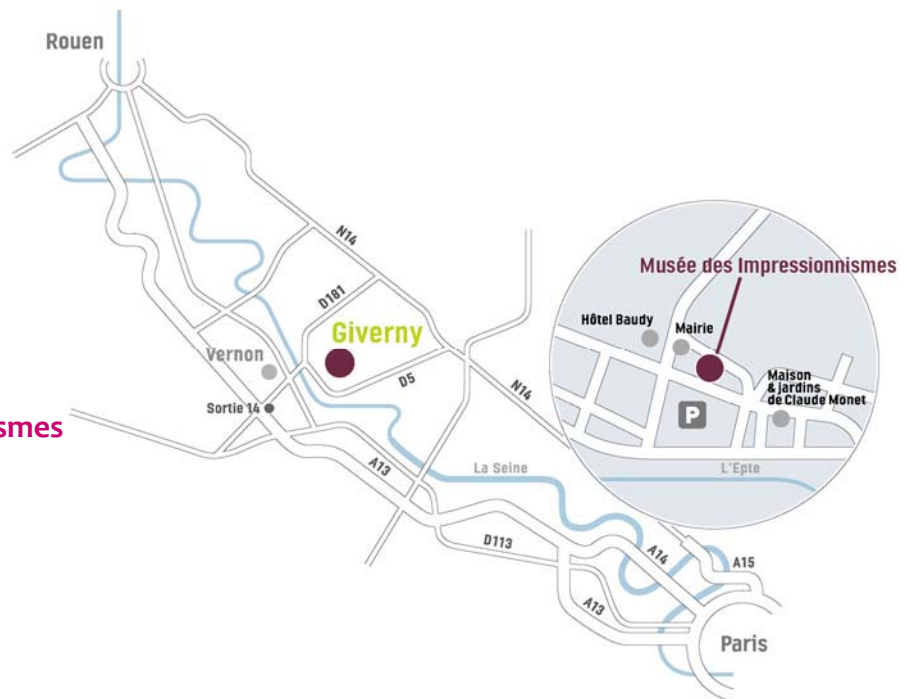 Rouen
N14
Musée des Impressionnismes
D181
Hôtel Baudy
Mairie
Giverny
Vernon
D5
Maison
& jardins
de Claude Monet
N14
Sortie 14
P
smes
A13
La Seine
L'Epte
D113
A14
A15
A13
Paris